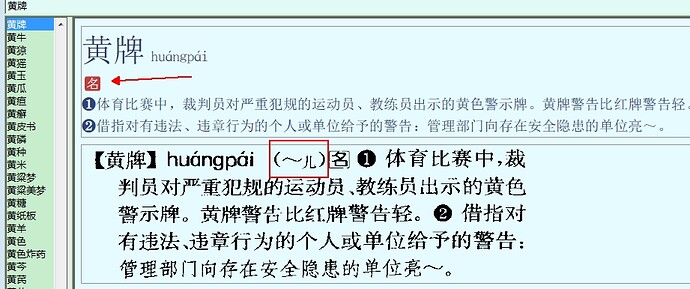 黄牌
黄牌
黄牛
黄猄
黄瑶
黄玉
黄瓜
黄疸
黄癣
黄皮书
黄磷
黄种
黄米
黄粱梦
黄粱美梦
黄糖
黄纸板
黄羊
黄色
黄色炸药
黄芩
黄芪
黄牌 huángpái
名
❶体育比赛中，裁判员对严重犯规的运动员、教练员出示的黄色警示牌。黄牌警告比红牌警告轻。
❷借指对有违法、违章行为的个人或单位给予的警告：管理部门向存在安全隐患的单位亮～。
【黄牌】huángpái （～儿）名 ❶ 体育比赛中，裁
判员对严重犯规的运动员、教练员出示的黄色
警示牌。黄牌警告比红牌警告轻。❷ 借指对
有违法、违章行为的个人或单位给予的警告：
管理部门向存在安全隐患的单位亮～。